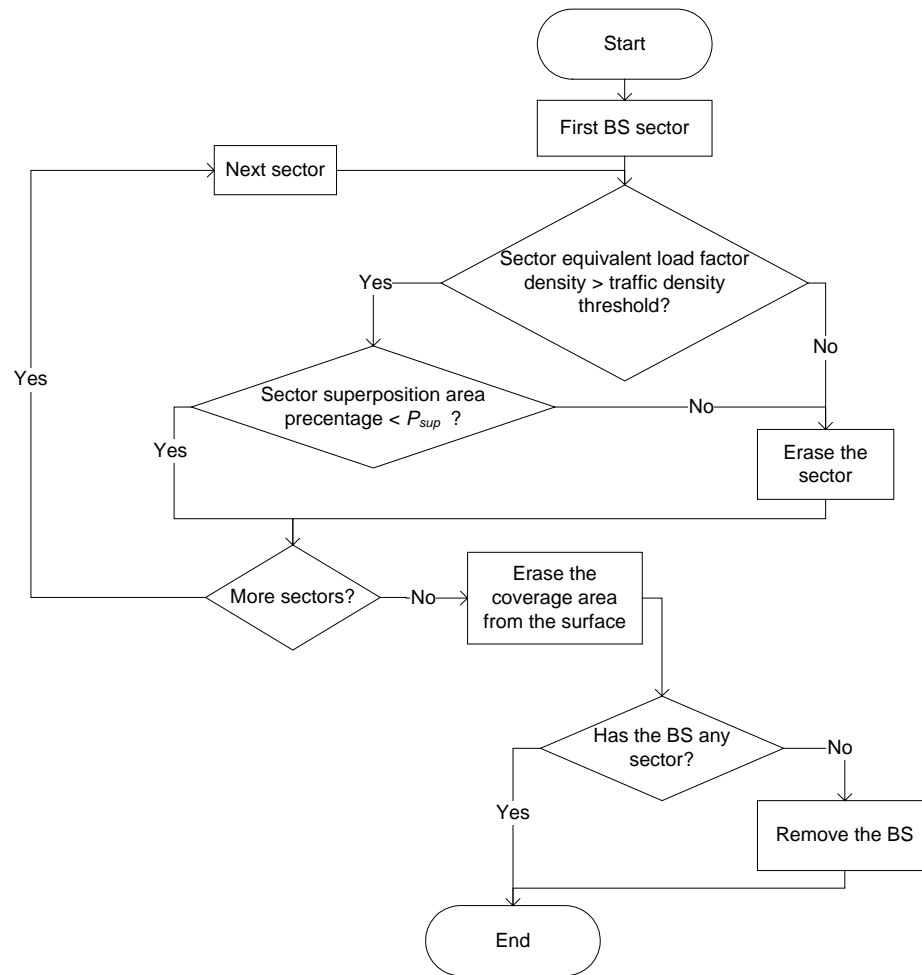 Start
First BS sector
Next sector
Sector equivalent load factor
density > traffic density
threshold?
Yes
No
Yes
Sector superposition area
precentage < Psup ?
No
Yes
Erase the
sector
More sectors?
No
Erase the
coverage area
from the surface
Has the BS any
sector?
No
Yes
Remove the BS
End